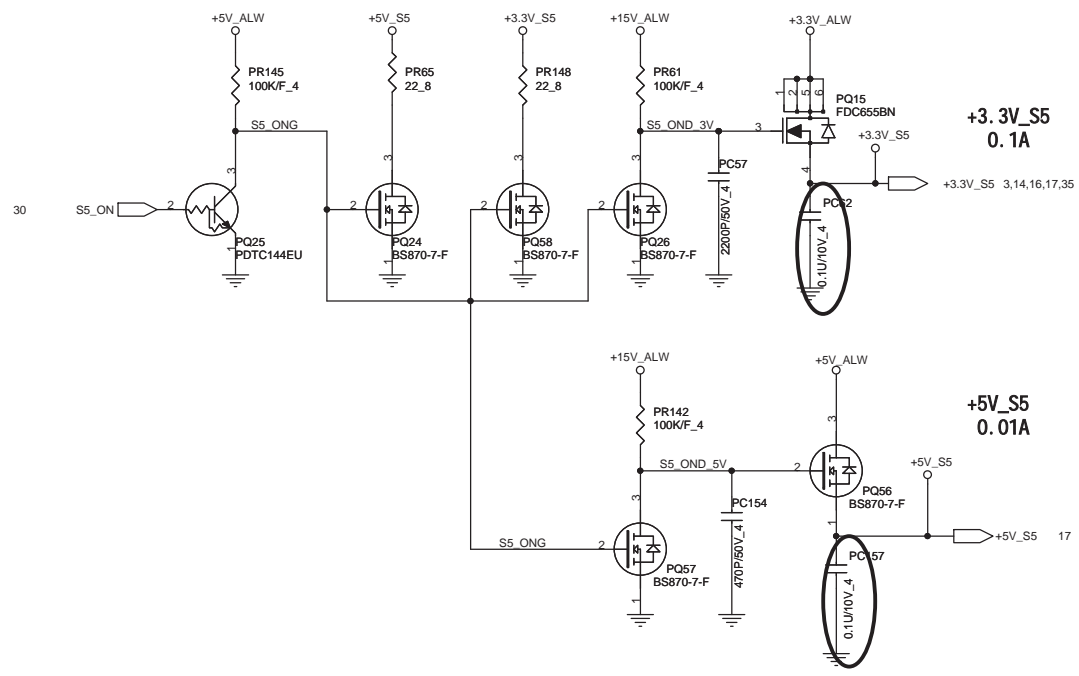 +5V_ALW
+5V_S5
+3.3V_S5
+15V_ALW
+3.3V_ALW
PR145
100K/F_4
PR65
22_8
PR148
22_8
PR61
100K/F_4
1
2
5
6
PQ15
FDC655BN
+3.3V_S5
0.1A
S5_ONG
S5_OND_3V
3
+3.3V_S5
3
3
3
3
4
PC57
2200P/50V_4
30
S5_ON
2
2
2
2
+3.3V_S5 3,14,16,17,35
PC62
0.1U/10V_4
1
PQ25
PDTC144EU
1
PQ24
BS870-7-F
1
PQ58
BS870-7-F
1
PQ26
BS870-7-F
+15V_ALW
+5V_ALW
PR142
100K/F_4
+5V_S5
0.01A
3
S5_OND_5V
2
+5V_S5
PQ56
BS870-7-F
3
PC154
470P/50V_4
1
S5_ONG
2
+5V_S5 17
PQ57
BS870-7-F
1
PC157
0.1U/10V_4